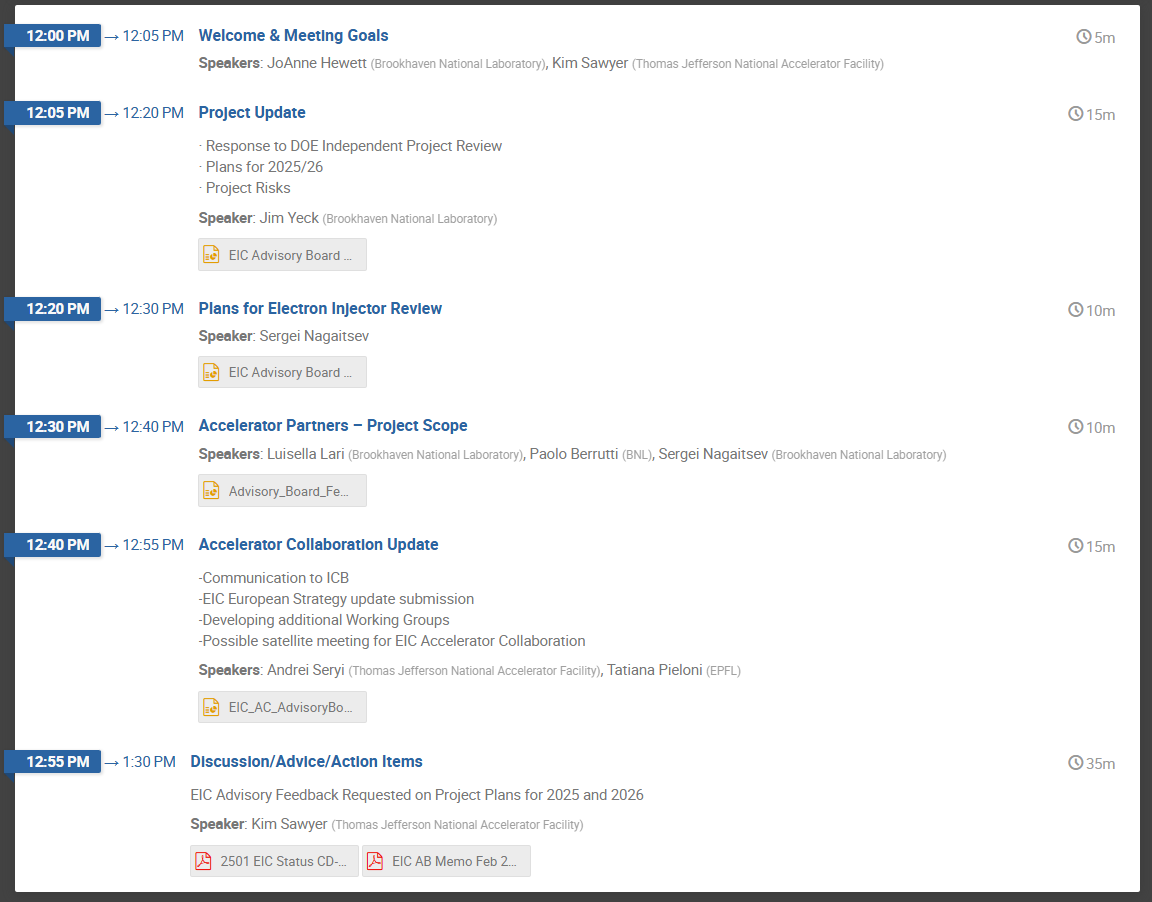 12:00 PM → 12:05 PM Welcome & Meeting Goals 5m
Speakers: JoAnne Hewett (Brookhaven National Laboratory), Kim Sawyer (Thomas Jefferson National Accelerator Facility)
12:05 PM → 12:20 PM Project Update 15m
· Response to DOE Independent Project Review
· Plans for 2025/26
· Project Risks
Speaker: Jim Yeck (Brookhaven National Laboratory)
EIC Advisory Board ...
12:20 PM → 12:30 PM Plans for Electron Injector Review 10m
Speaker: Sergei Nagaitsev
EIC Advisory Board ...
12:30 PM → 12:40 PM Accelerator Partners – Project Scope 10m
Speakers: Luisella Lari (Brookhaven National Laboratory), Paolo Berrutti (BNL), Sergei Nagaitsev (Brookhaven National Laboratory)
Advisory_Board_Fe...
12:40 PM → 12:55 PM Accelerator Collaboration Update 15m
-Communication to ICB
-EIC European Strategy update submission
-Developing additional Working Groups
-Possible satellite meeting for EIC Accelerator Collaboration
Speakers: Andrei Seryi (Thomas Jefferson National Accelerator Facility), Tatiana Pieloni (EPFL)
EIC_AC_AdvisoryBo...
12:55 PM → 1:30 PM Discussion/Advice/Action Items 35m
EIC Advisory Feedback Requested on Project Plans for 2025 and 2026
Speaker: Kim Sawyer (Thomas Jefferson National Accelerator Facility)
2501 EIC Status CD-... EIC AB Memo Feb 2...